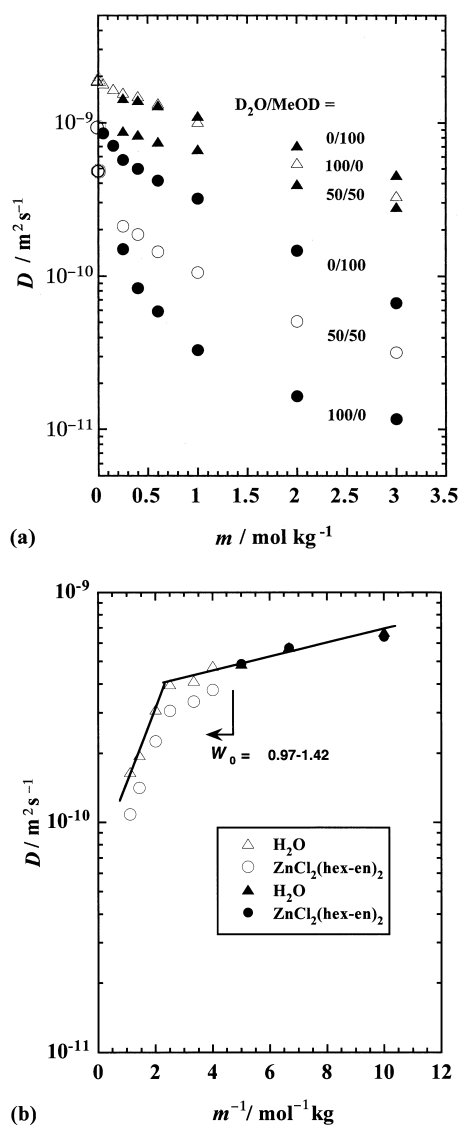 10⁻⁹
10⁻¹⁰
10⁻¹¹
D / m² s⁻¹
D₂O/MeOD =
0/100
100/0
50/50
0/100
50/50
100/0
0 0.5 1 1.5 2 2.5 3 3.5
(a) m / mol kg⁻¹
10⁻⁹
10⁻¹⁰
10⁻¹¹
D / m² s⁻¹
W₀ = 0.97-1.42
H₂O
ZnCl₂(hex-en)₂
H₂O
ZnCl₂(hex-en)₂
0 2 4 6 8 10 12
(b) m⁻¹/ mol⁻¹ kg